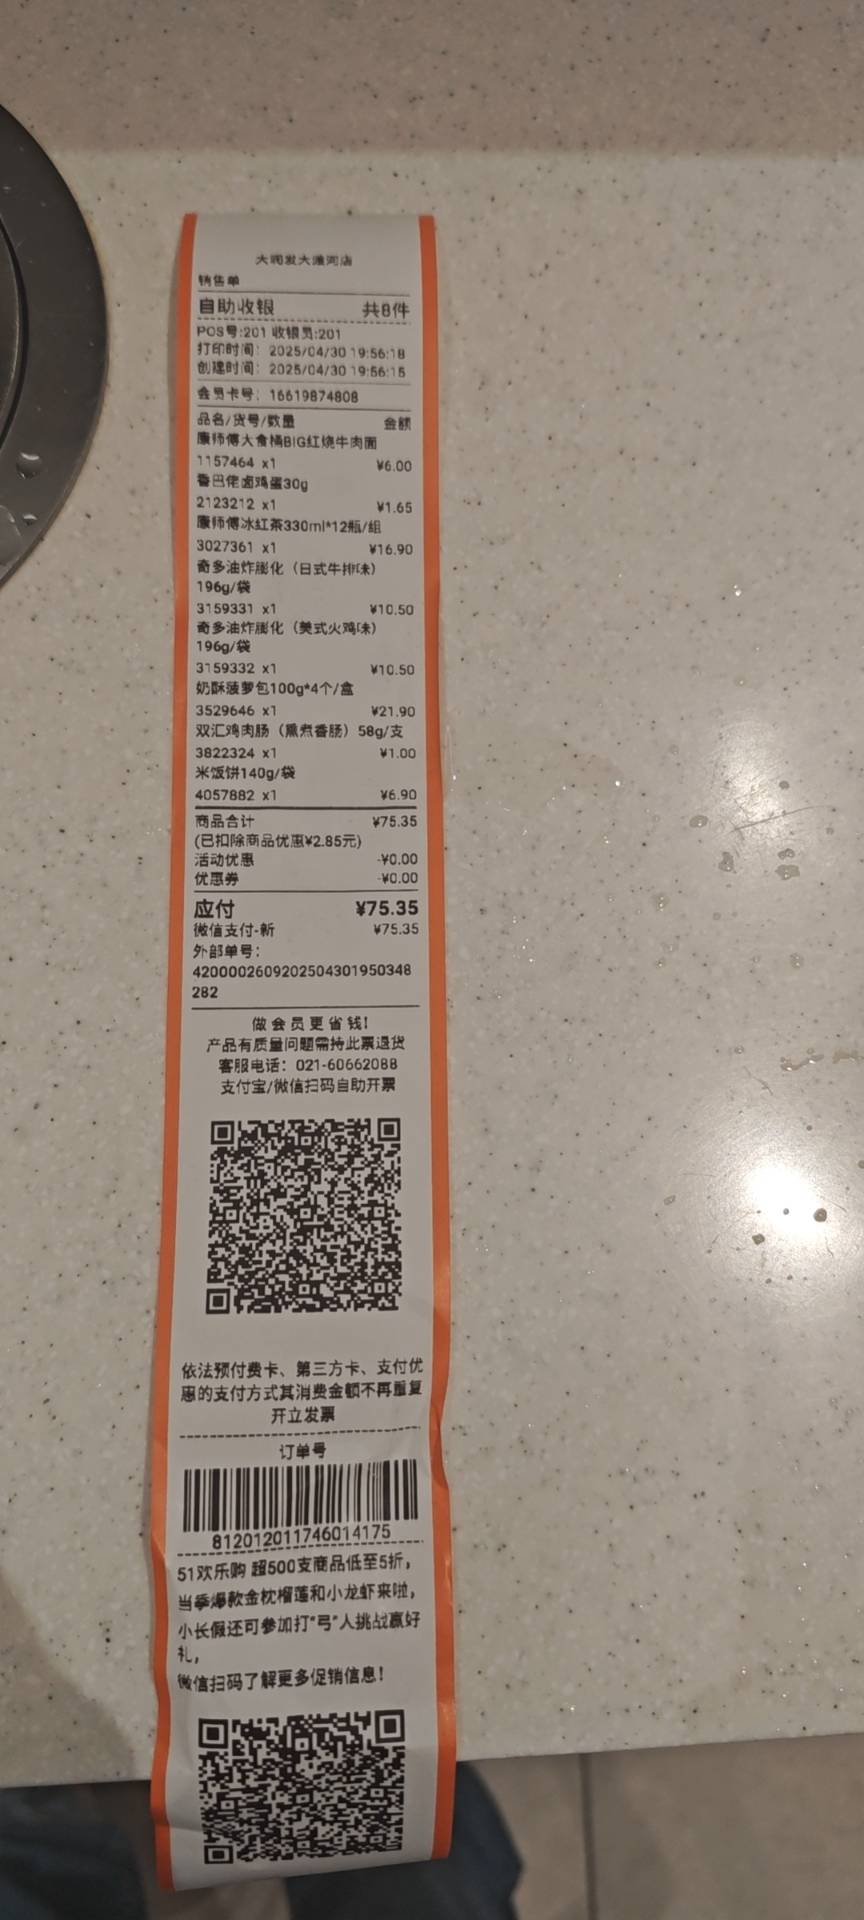 大润发大渡河店
销售单
自助收银 共8件
POS号:201 收银员:201
打印时间: 2025/04/30 19:56:18
创建时间: 2025/04/30 19:56:15
会员卡号: 16619874808
品名/货号/数量 金额
康师傅大食桶BIG红烧牛肉面
1157464 x1 ¥6.00
香巴佬卤鸡蛋30g
2123212 x1 ¥1.65
康师傅冰红茶330ml*12瓶/组
3027361 x1 ¥16.90
奇多油炸膨化（日式牛排味）
196g/袋
3159331 x1 ¥10.50
奇多油炸膨化（美式火鸡味）
196g/袋
3159332 x1 ¥10.50
奶酥菠萝包100g*4个/盒
3529646 x1 ¥21.90
双汇鸡肉肠（熏煮香肠）58g/支
3822324 x1 ¥1.00
米饭饼140g/袋
4057882 x1 ¥6.90
商品合计 ¥75.35
(已扣除商品优惠¥2.85元)
活动优惠 -¥0.00
优惠券 -¥0.00
应付 ¥75.35
微信支付-新 ¥75.35
外部单号:
4200002609202504301950348
282
做会员更省钱!
产品有质量问题需持此票退货
客服电话: 021-60662088
支付宝/微信扫码自助开票
依法预付费卡、第三方卡、支付优
惠的支付方式其消费金额不再重复
开立发票
订单号
812012011746014175
51欢乐购 超500支商品低至5折,
当季爆款金枕榴莲和小龙虾来啦,
小长假还可参加打"弓"人挑战赢好
礼,
微信扫码了解更多促销信息!